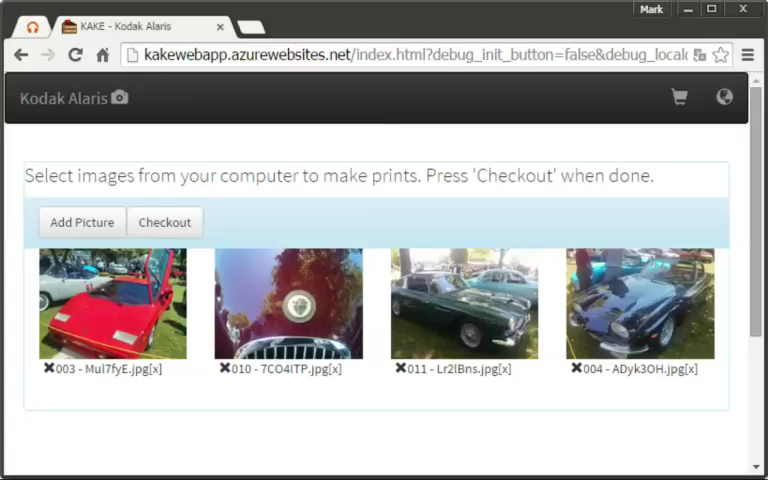 Mark
KAKE - Kodak Alaris
kakewebapp.azurewebsites.net/index.html?debug_init_button=false&debug_locale
Kodak Alaris
Select images from your computer to make prints. Press 'Checkout' when done.
Add Picture Checkout
003 - Mul7fyE.jpg[x] 010 - 7CO4ITP.jpg[x] 011 - Lr2lBns.jpg[x] 004 - ADyk3OH.jpg[x]